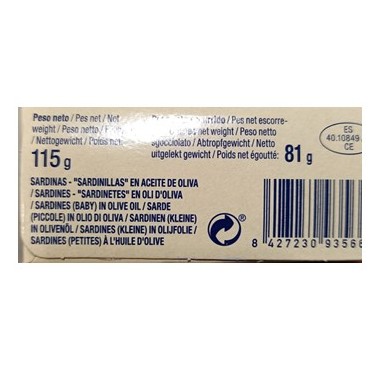 Peso neto / Pes net / Net
weight / Peso netto /
/ Nettogewicht / Poids net:
115 g
/ Pes net escorre-
weight / Peso netto
sgocciolato / Abtropfgewicht / Netto
uitgelekt gewicht / Poids net égoutté: 81 g
ES
40.10849
CE
SARDINAS - "SARDINILLAS" EN ACEITE DE OLIVA
/ SARDINES - "SARDINETES" EN OLI D'OLIVA
/ SARDINES (BABY) IN OLIVE OIL / SARDE
(PICCOLE) IN OLIO DI OLIVA / SARDINEN (KLEINE)
IN OLIVENÖL / SARDINES (KLEINE) IN OLIJFOLIE /
SARDINES (PETITES) À L'HUILE D'OLIVE
8 427230 93566